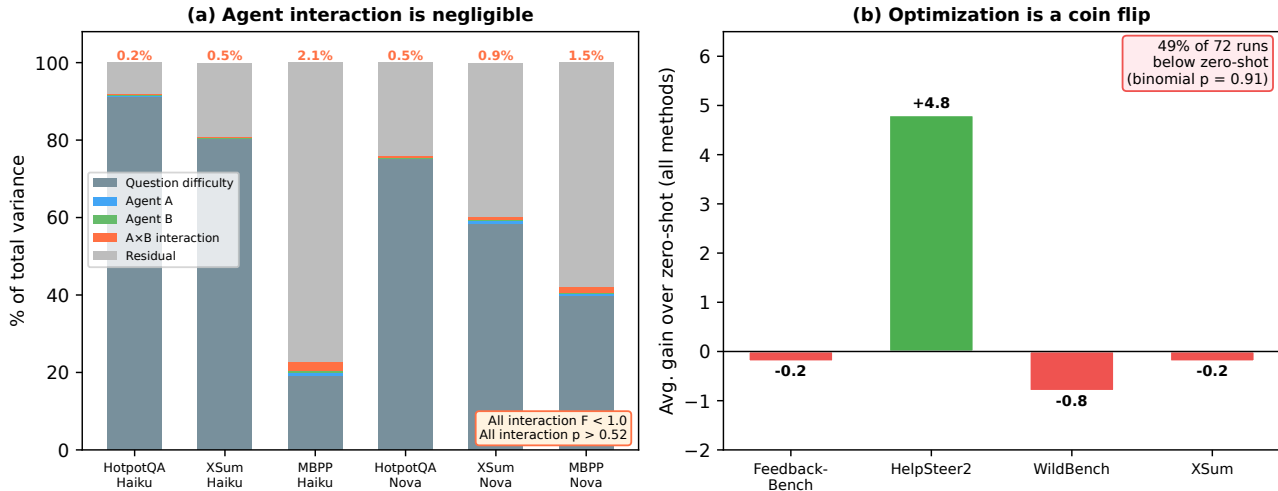 (a) Agent interaction is negligible
% of total variance
100
80
60
40
20
0
0.2%
0.5%
2.1%
0.5%
0.9%
1.5%
Question difficulty
Agent A
Agent B
A×B interaction
Residual
All interaction F < 1.0
All interaction p > 0.52
HotpotQA
Haiku
XSum
Haiku
MBPP
Haiku
HotpotQA
Nova
XSum
Nova
MBPP
Nova
(b) Optimization is a coin flip
Avg. gain over zero-shot (all methods)
6
5
4
3
2
1
0
−1
−2
49% of 72 runs
below zero-shot
(binomial p = 0.91)
-0.2
+4.8
-0.8
-0.2
Feedback-
Bench
HelpSteer2
WildBench
XSum